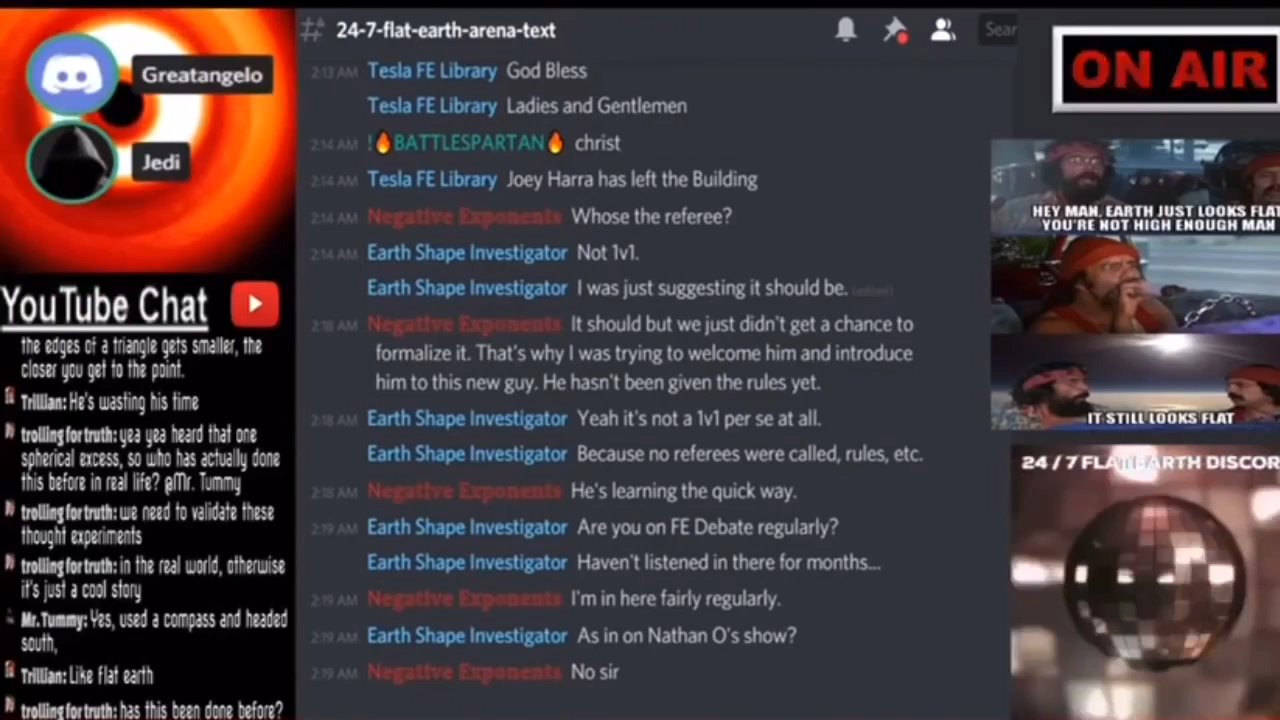 Greatangelo
Jedi
YouTube Chat
the edges of a triangle gets smaller, the
closer you get to the point.
Trillian: He's wasting his time
trolling for truth: yea yea heard that one
spherical excess, so who has actually done
this before in real life? @Mr. Tummy
trolling for truth: we need to validate these
thought experiments
trolling for truth: in the real world, otherwise
it's just a cool story
Mr.Tummy: Yes, used a compass and headed
south,
Trillian: Like flat earth
trolling for truth: has this been done before?
# 24-7-flat-earth-arena-text
Sear
2:13 AM Tesla FE Library God Bless
Tesla FE Library Ladies and Gentlemen
2:14 AM !🔥BATTLESPARTAN🔥 christ
2:14 AM Tesla FE Library Joey Harra has left the Building
2:14 AM Negative Exponents Whose the referee?
2:14 AM Earth Shape Investigator Not 1v1.
Earth Shape Investigator I was just suggesting it should be. (edited)
2:18 AM Negative Exponents It should but we just didn't get a chance to
formalize it. That's why I was trying to welcome him and introduce
him to this new guy. He hasn't been given the rules yet.
2:18 AM Earth Shape Investigator Yeah it's not a 1v1 per se at all.
Earth Shape Investigator Because no referees were called, rules, etc.
2:18 AM Negative Exponents He's learning the quick way.
2:19 AM Earth Shape Investigator Are you on FE Debate regularly?
Earth Shape Investigator Haven't listened in there for months...
2:19 AM Negative Exponents I'm in here fairly regularly.
2:19 AM Earth Shape Investigator As in on Nathan O's show?
2:19 AM Negative Exponents No sir
ON AIR
HEY MAN, EARTH JUST LOOKS FLAT
YOU'RE NOT HIGH ENOUGH MAN
IT STILL LOOKS FLAT
24 / 7 FLAT EARTH DISCOR